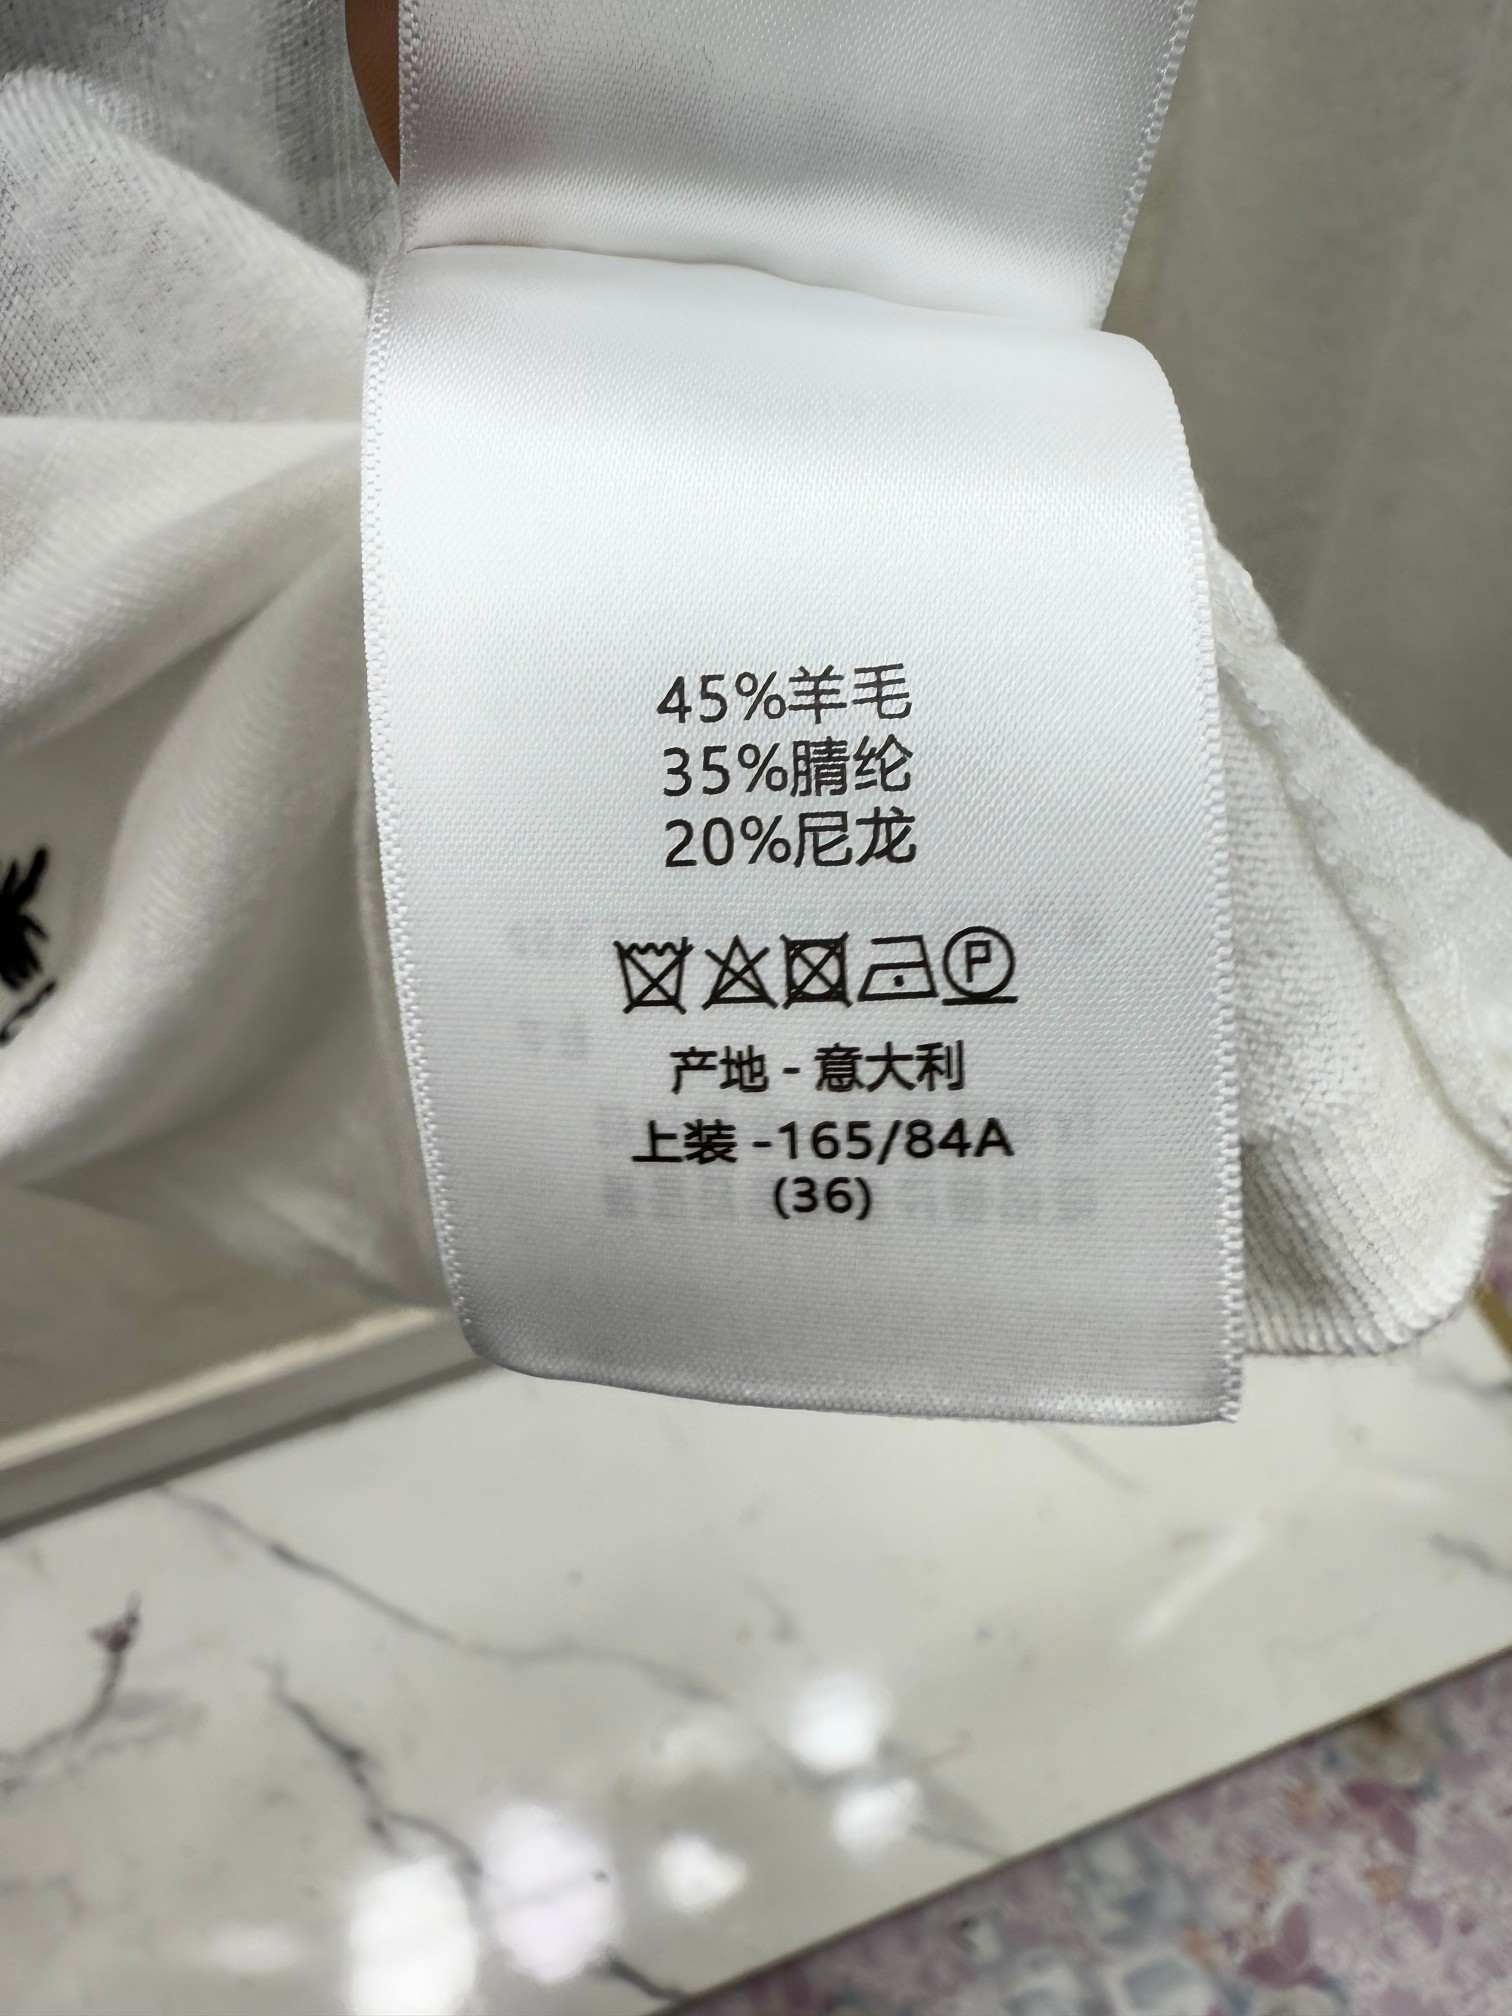 45%羊毛
35%腈纶
20%尼龙
P
产地 - 意大利
上装 -165/84A
(36)